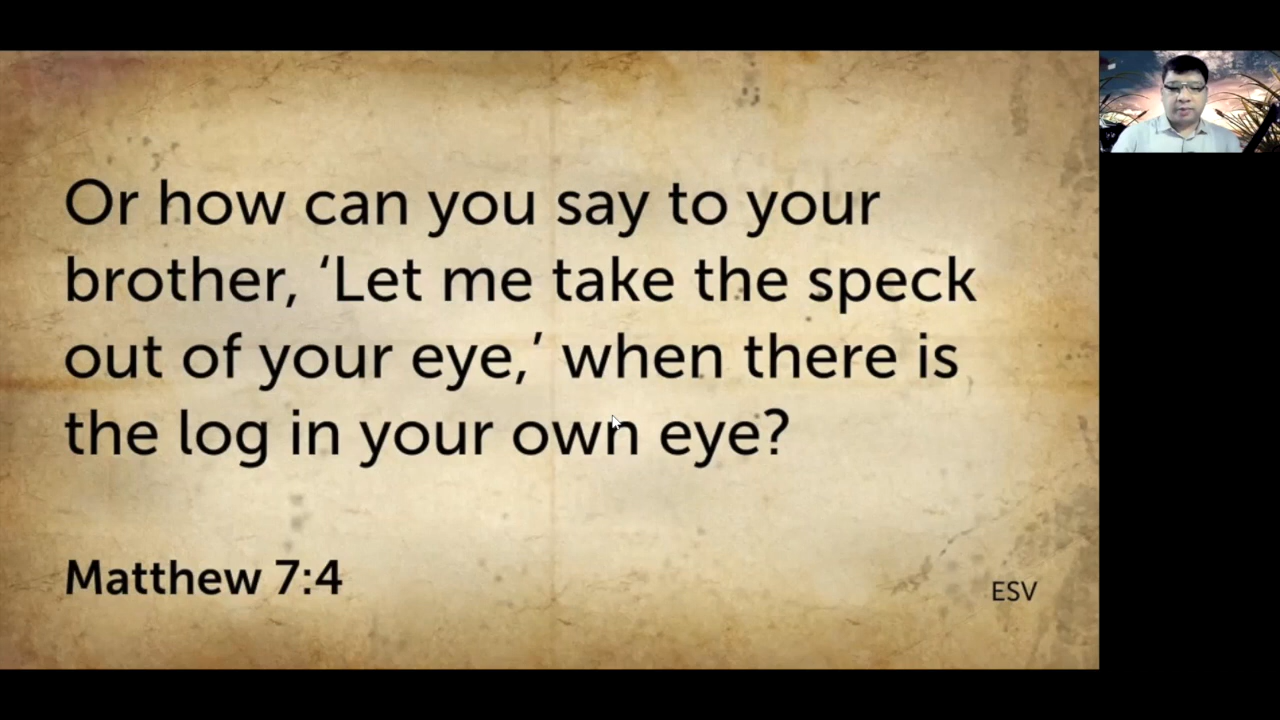 Or how can you say to your
brother, ‘Let me take the speck
out of your eye,’ when there is
the log in your own eye?
Matthew 7:4
ESV